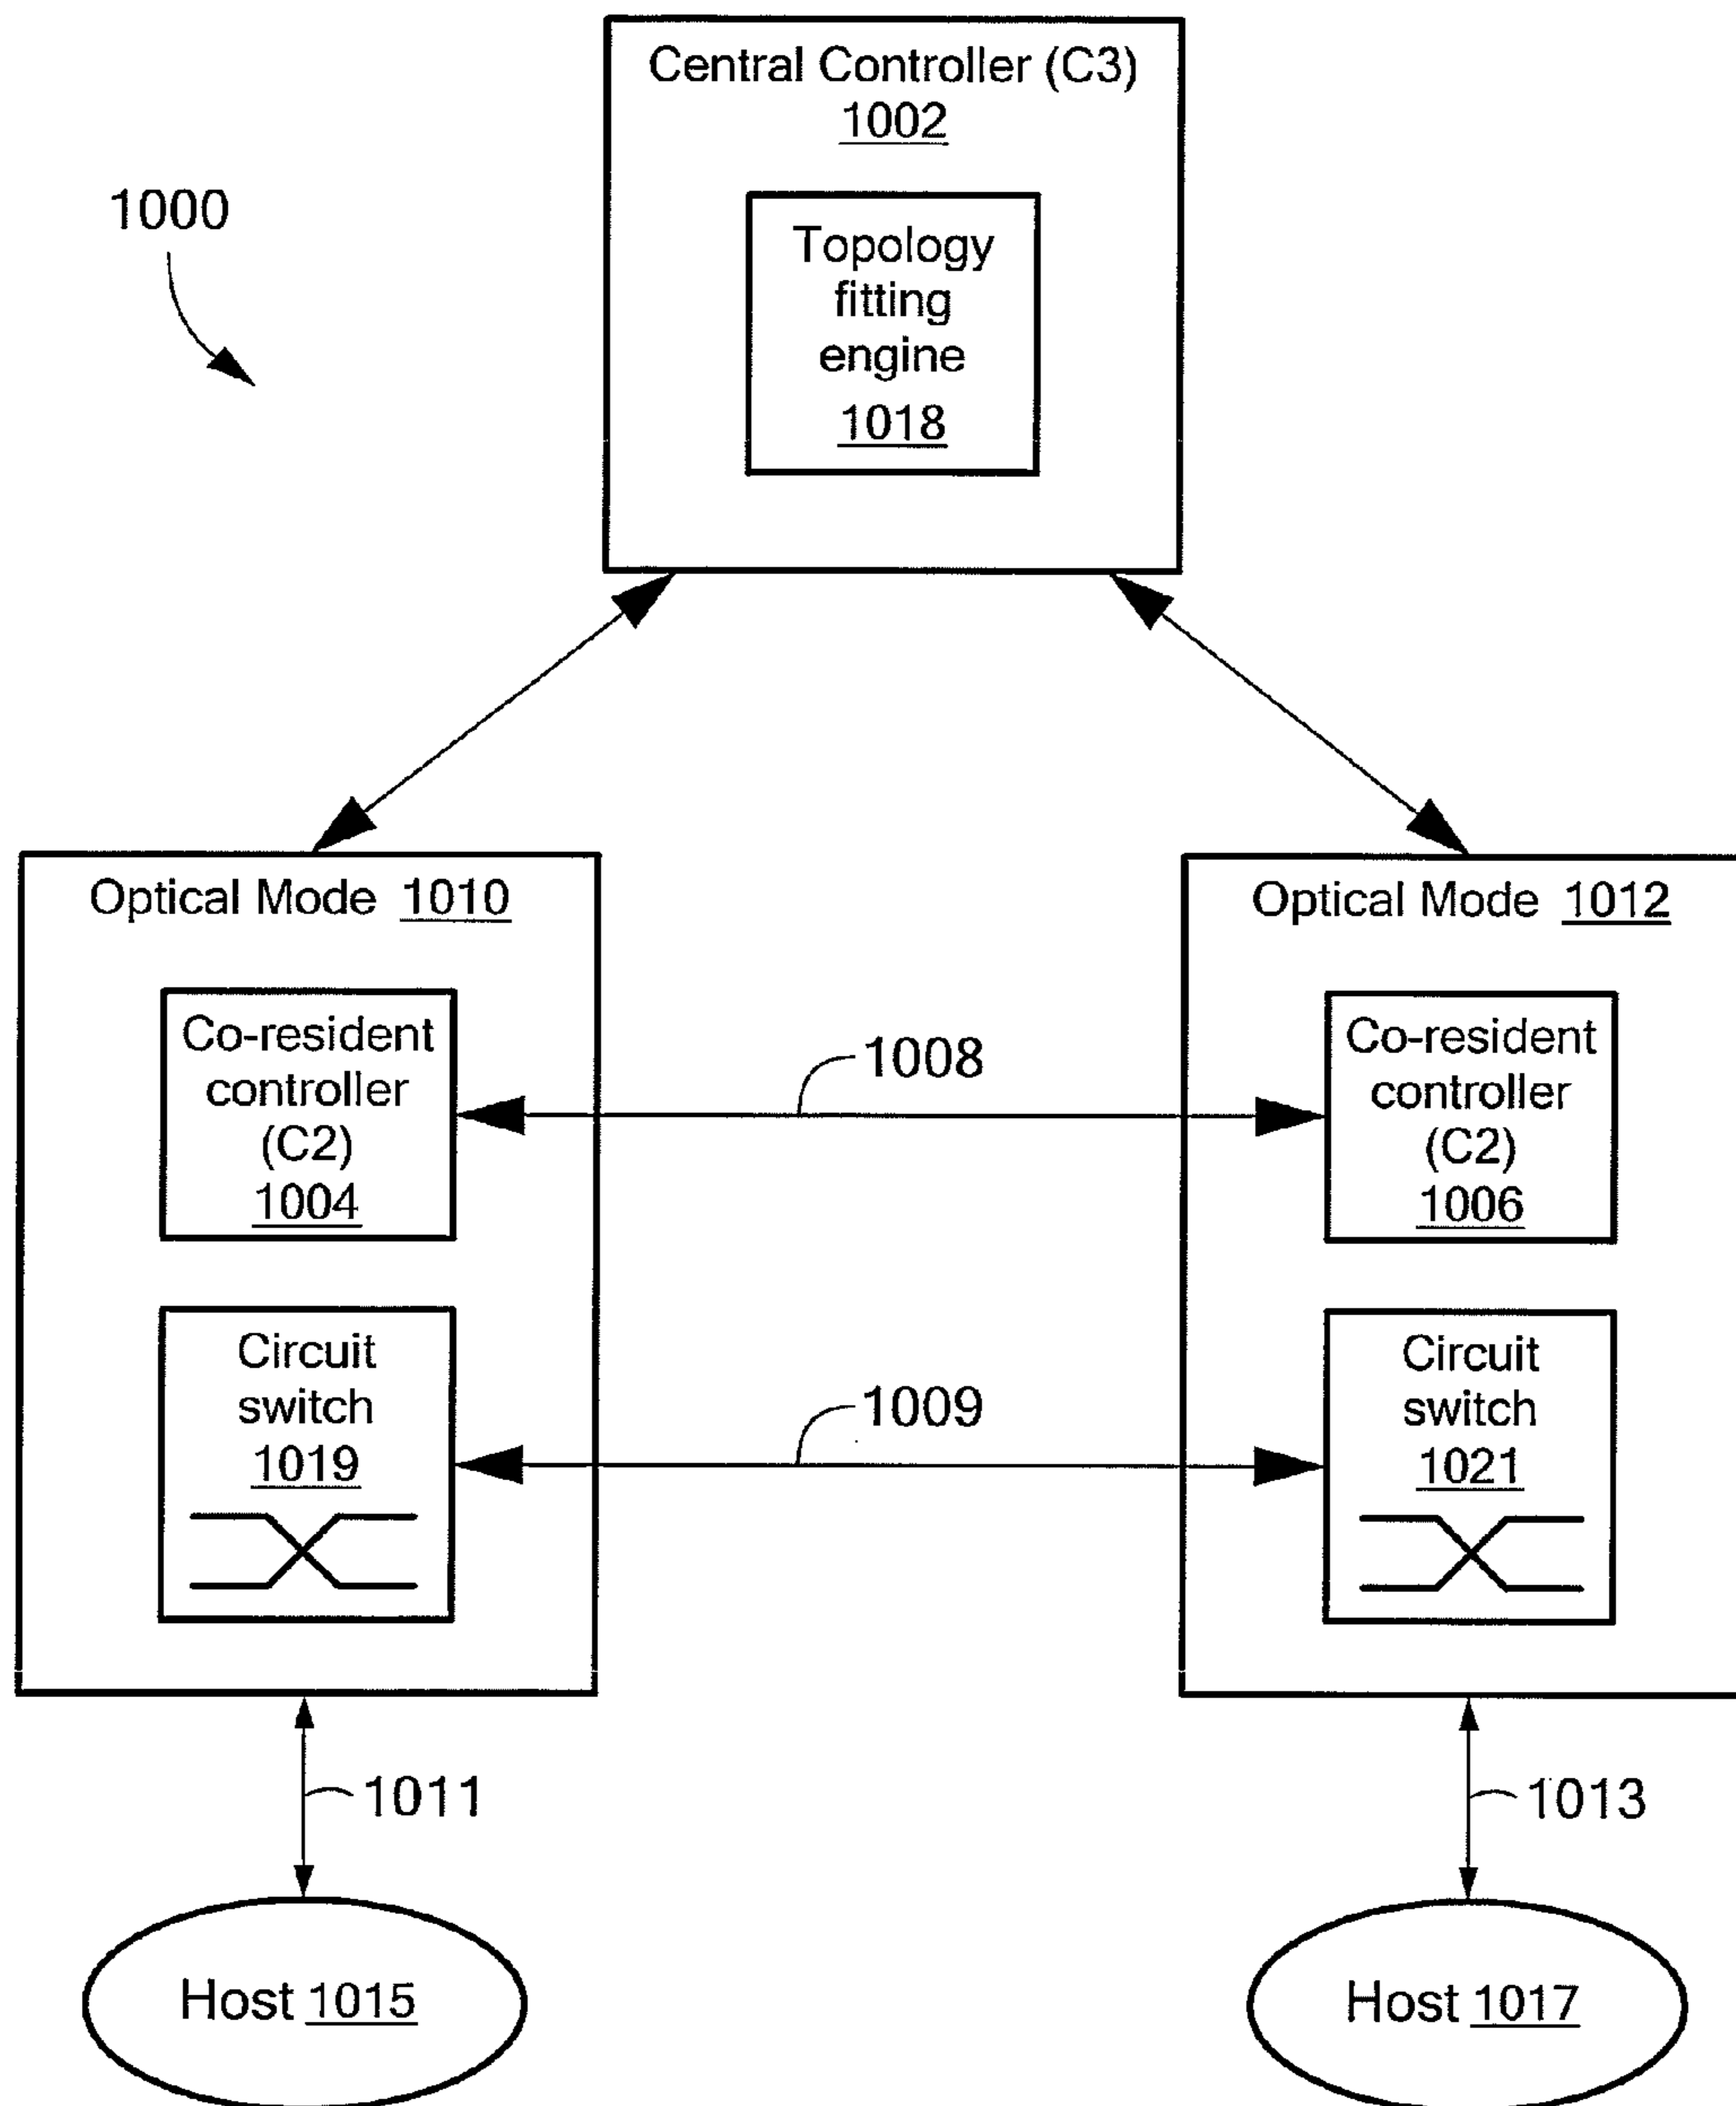 Central Controller (C3)
1002
1000
Topology
fitting
engine
1018
Optical Mode 1010
Optical Mode 1012
Co-resident
controller
(C2)
1004
Co-resident
controller
(C2)
1006
1008
Circuit
switch
1019
Circuit
switch
1021
1009
1011
1013
Host 1015
Host 1017